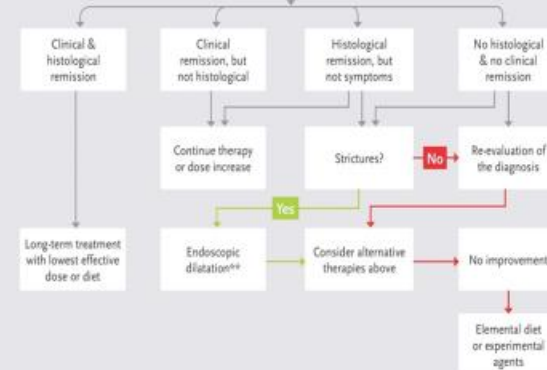 Clinical &
histological
remission
Clinical
remission, but
not histological
Histological
remission, but
not symptoms
No histological
& no clinical
remission
Continue therapy
or dose increase
Strictures?
No
Re-evaluation of
the diagnosis
Yes
Long-term treatment
with lowest effective
dose or diet
Endoscopic
dilatation**
Consider alternative
therapies above
No improvement
Elemental diet
or experimental
agents